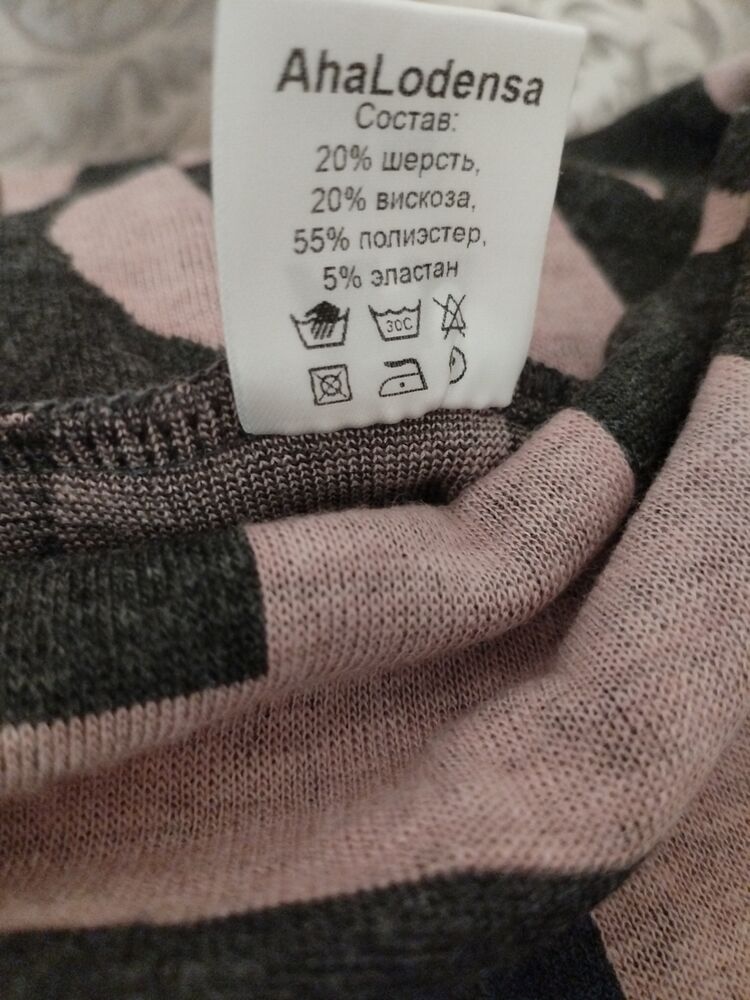 AhaLodensa
Состав:
20% шерсть,
20% вискоза,
55% полиэстер,
5% эластан
30C